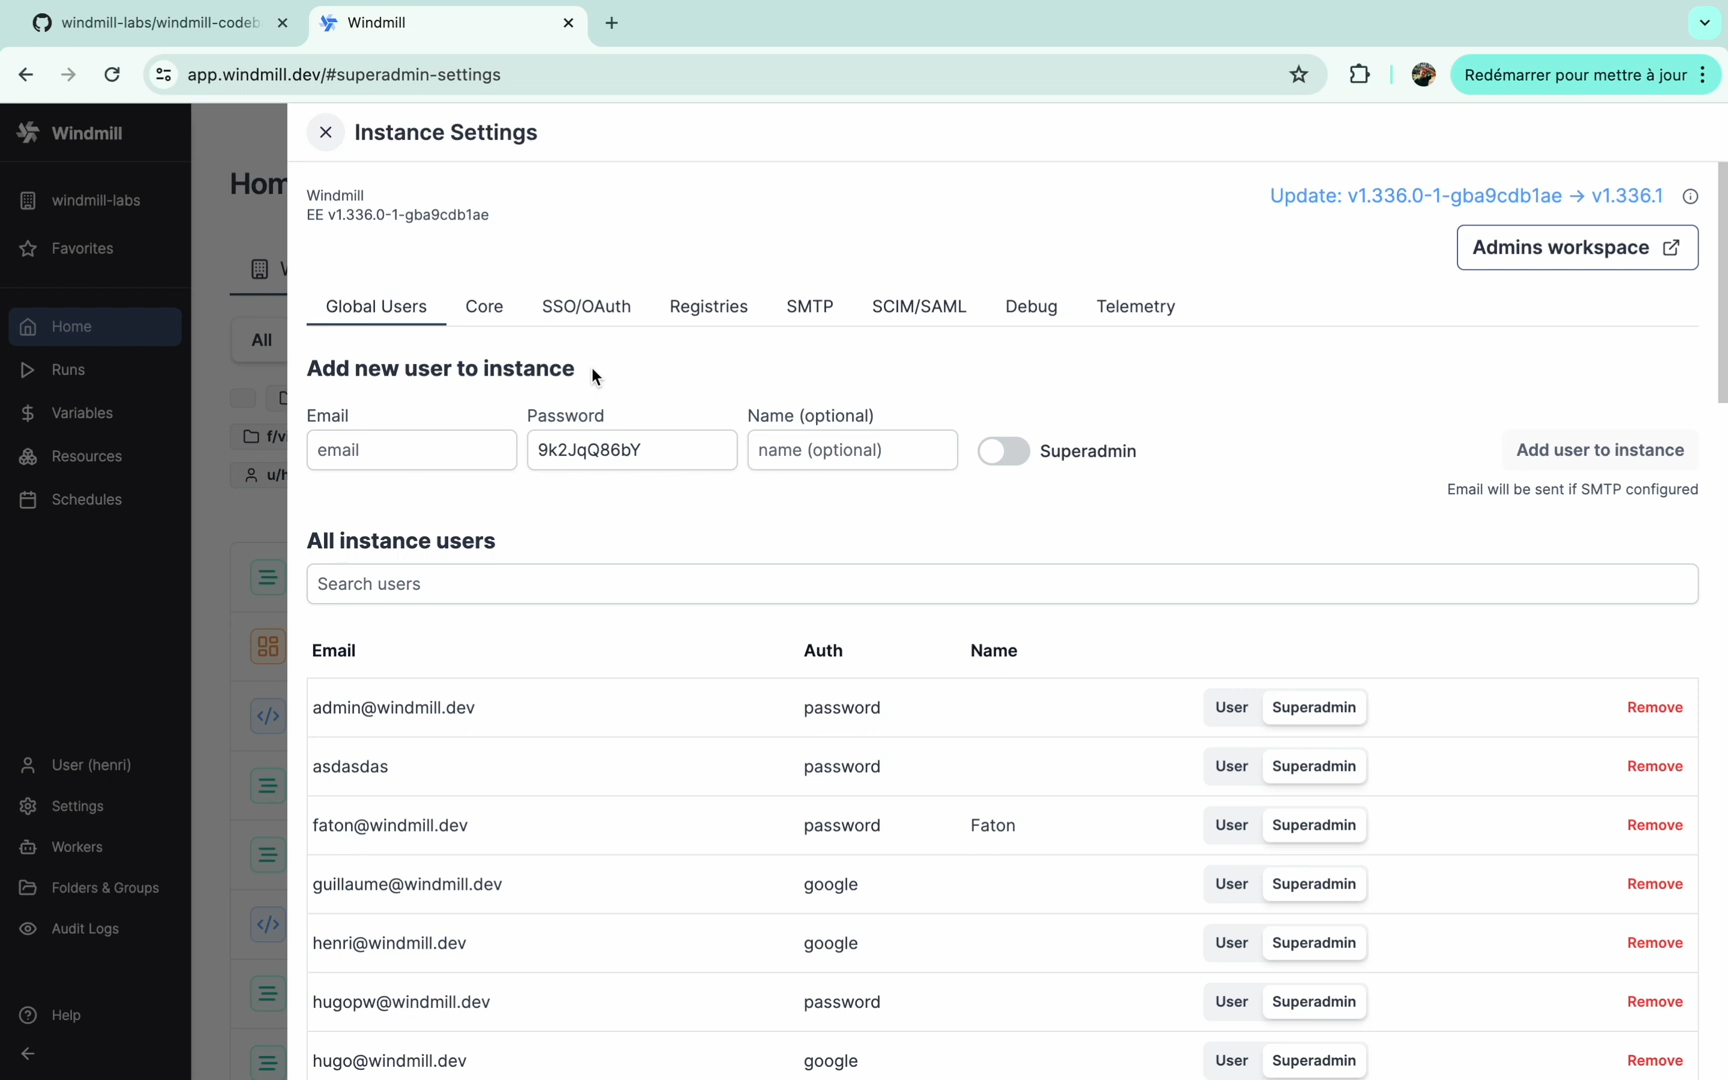 windmill-labs/windmill-codeb
Windmill
app.windmill.dev/#superadmin-settings
Redémarrer pour mettre à jour
Windmill
windmill-labs
Favorites
Home
Runs
Variables
Resources
Schedules
User (henri)
Settings
Workers
Folders & Groups
Audit Logs
Help
Hom
All
f/vi
u/h
Instance Settings
Windmill
EE v1.336.0-1-gba9cdb1ae
Update: v1.336.0-1-gba9cdb1ae → v1.336.1
Admins workspace
Global Users Core SSO/OAuth Registries SMTP SCIM/SAML Debug Telemetry
Add new user to instance
Email Password Name (optional)
email 9k2JqQ86bY name (optional) Superadmin Add user to instance
Email will be sent if SMTP configured
All instance users
Search users
Email Auth Name
admin@windmill.dev password User Superadmin Remove
asdasdas password User Superadmin Remove
faton@windmill.dev password Faton User Superadmin Remove
guillaume@windmill.dev google User Superadmin Remove
henri@windmill.dev google User Superadmin Remove
hugopw@windmill.dev password User Superadmin Remove
hugo@windmill.dev google User Superadmin Remove